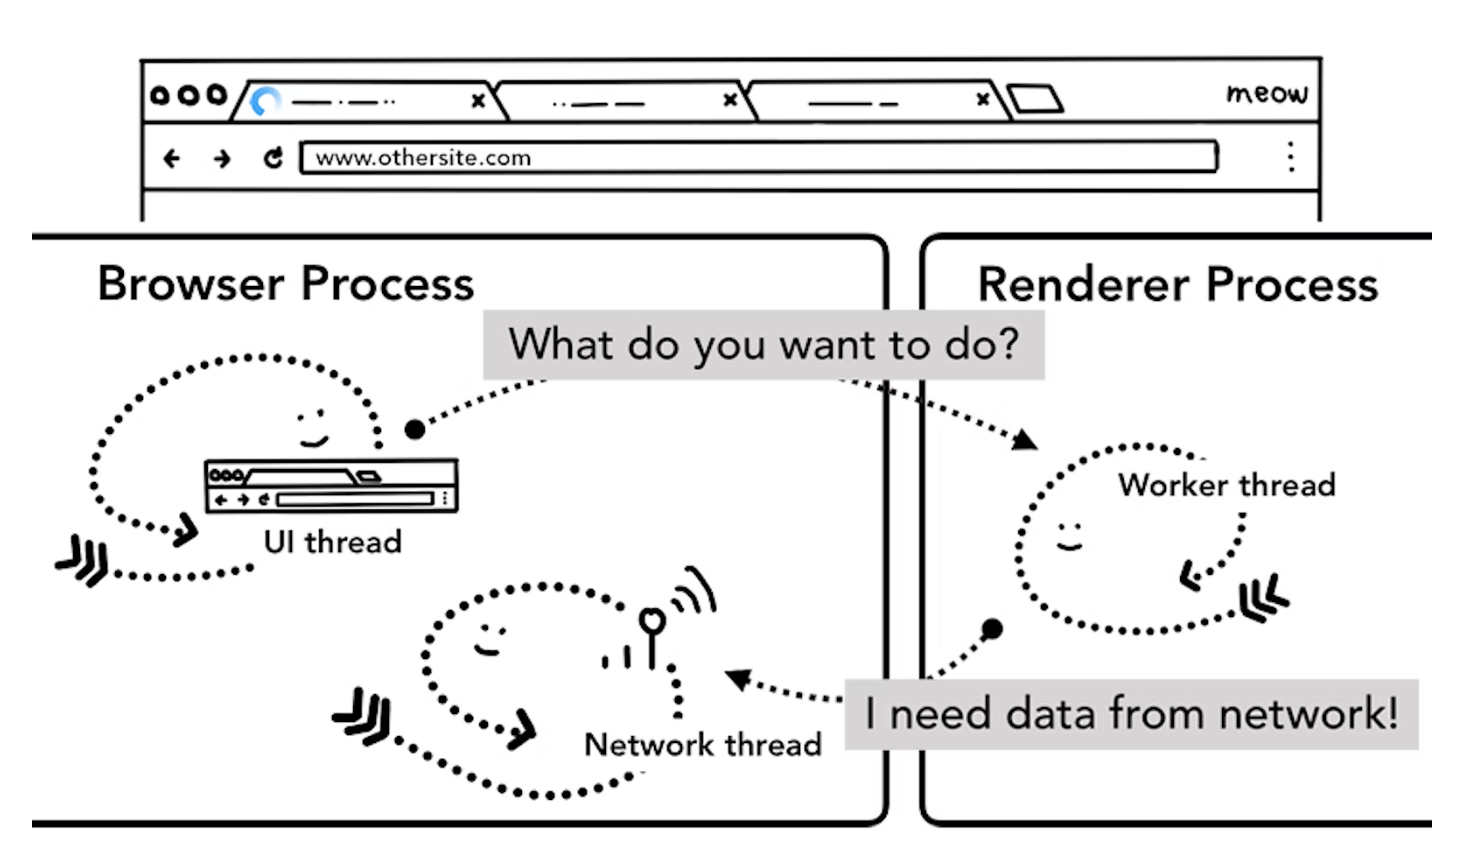 meow
www.othersite.com
Browser Process
Renderer Process
What do you want to do?
Worker thread
UI thread
I need data from network!
Network thread